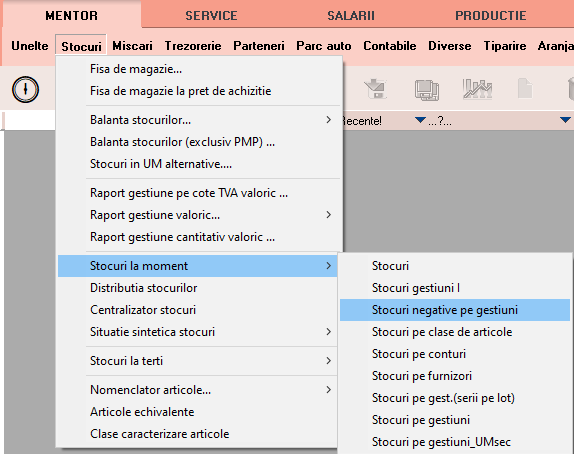 MENTOR SERVICE SALARII PRODUCTIE
Unelte Stocuri Miscari Trezorerie Parteneri Parc auto Contabile Diverse Tiparire Aranja
Recente! ...?...
Fisa de magazie...
Fisa de magazie la pret de achizitie
Balanta stocurilor...
Balanta stocurilor (exclusiv PMP) ...
Stocuri in UM alternative....
Raport gestiune pe cote TVA valoric ...
Raport gestiune valoric...
Raport gestiune cantitativ valoric ...
Stocuri la moment
Distributia stocurilor
Centralizator stocuri
Situatie sintetica stocuri
Stocuri la terti
Nomenclator articole...
Articole echivalente
Clase caracterizare articole
Stocuri
Stocuri gestiuni I
Stocuri negative pe gestiuni
Stocuri pe clase de articole
Stocuri pe conturi
Stocuri pe furnizori
Stocuri pe gest.(serii pe lot)
Stocuri pe gestiuni
Stocuri pe gestiuni_UMsec